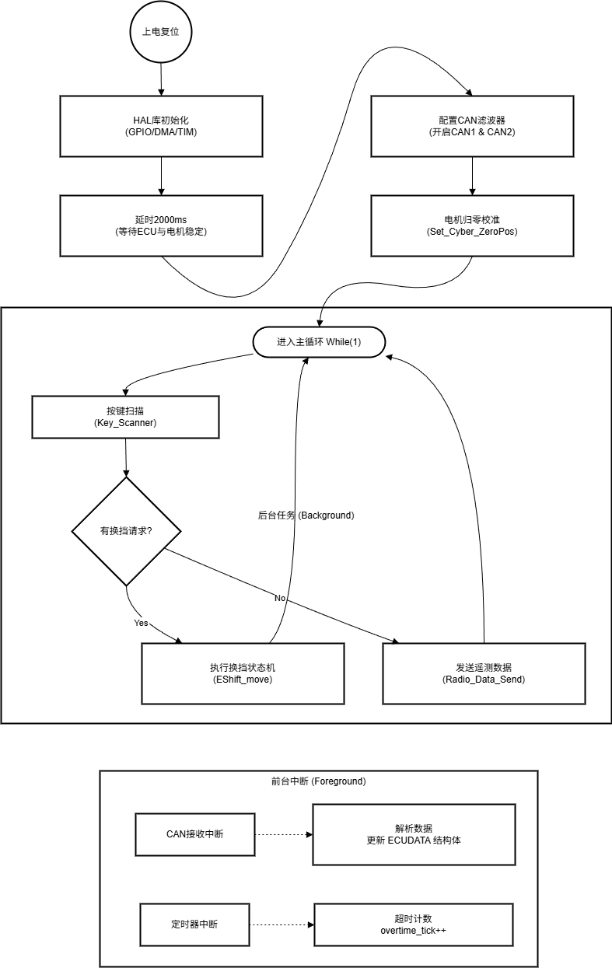 上电复位
HAL库初始化
(GPIO/DMA/TIM)
延时2000ms
(等待ECU与电机稳定)
配置CAN滤波器
(开启CAN1 & CAN2)
电机归零校准
(Set_Cyber_ZeroPos)
进入主循环 While(1)
按键扫描
(Key_Scanner)
有换挡请求?
后台任务 (Background)
No
Yes
执行换挡状态机
(EShift_move)
发送遥测数据
(Radio_Data_Send)
前台中断 (Foreground)
CAN接收中断
解析数据
更新 ECUDATA 结构体
定时器中断
超时计数
overtime_tick++